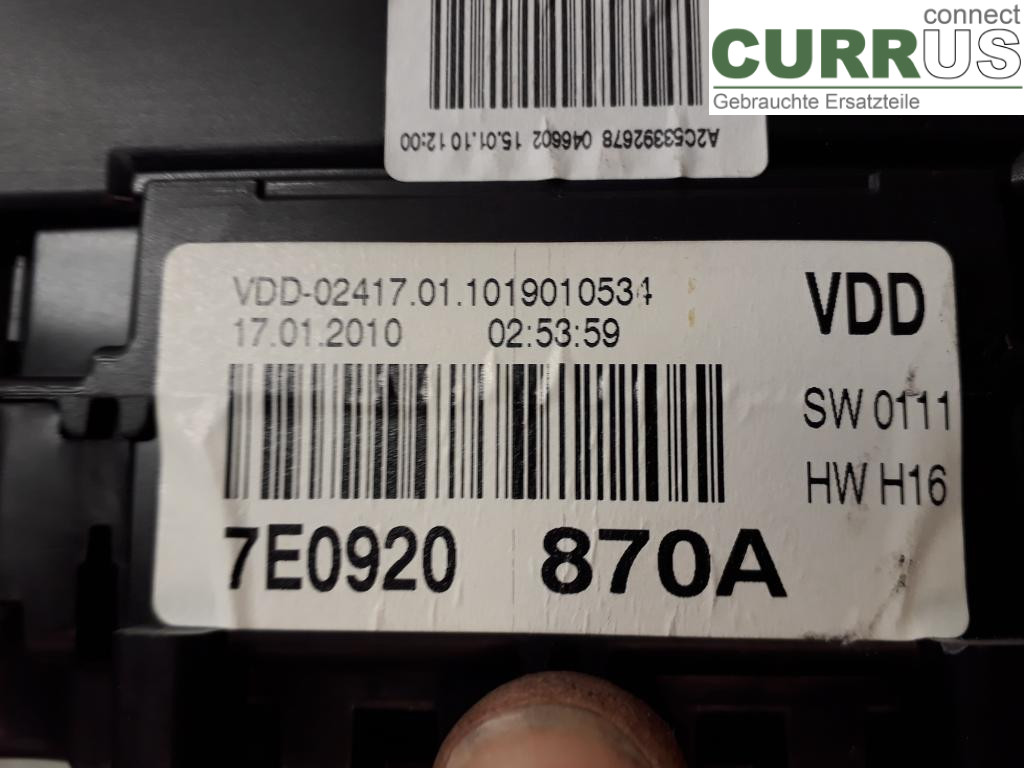 connect
CURRUS
Gebrauchte Ersatzteile
A2C53392678 046602 15.01.10 12:00
VDD-02417.01.1019010534
17.01.2010 02:53:59
VDD
SW 0111
HW H16
7E0920 870A